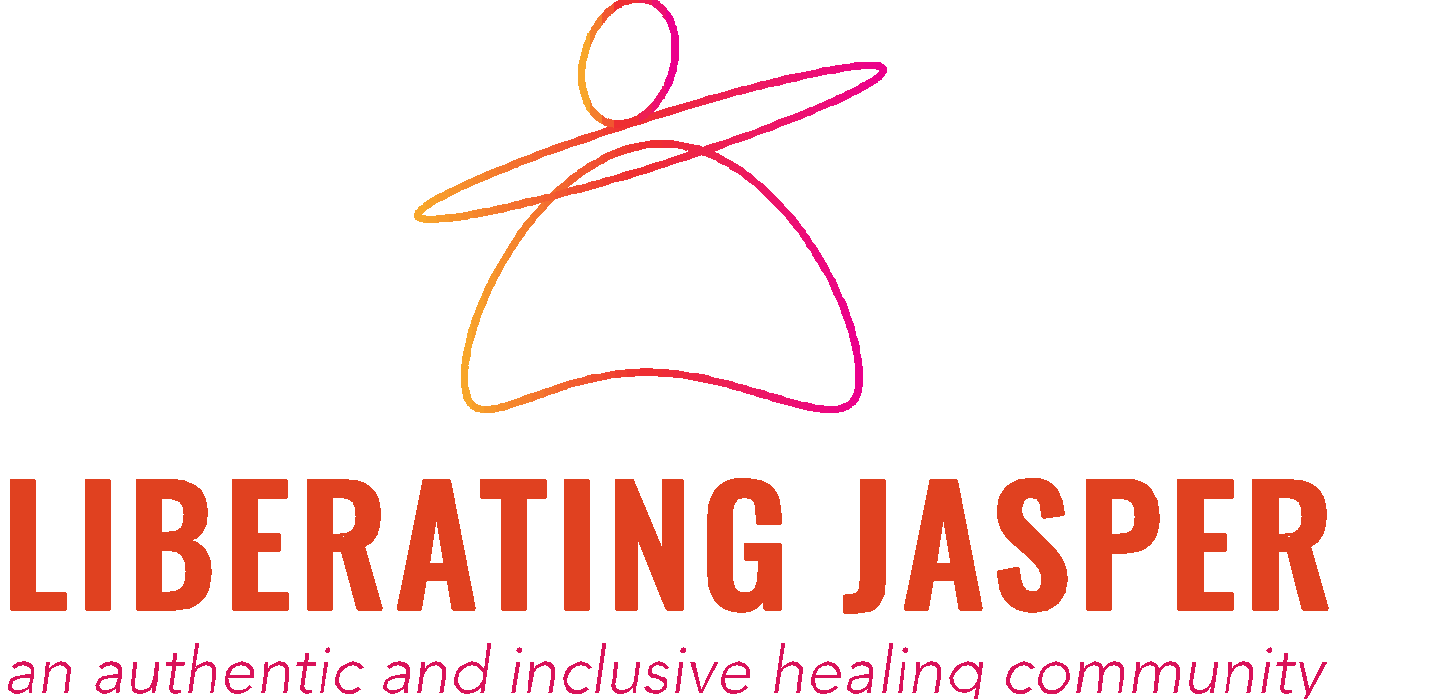 LIBERATING JASPER
an authentic and inclusive healing community